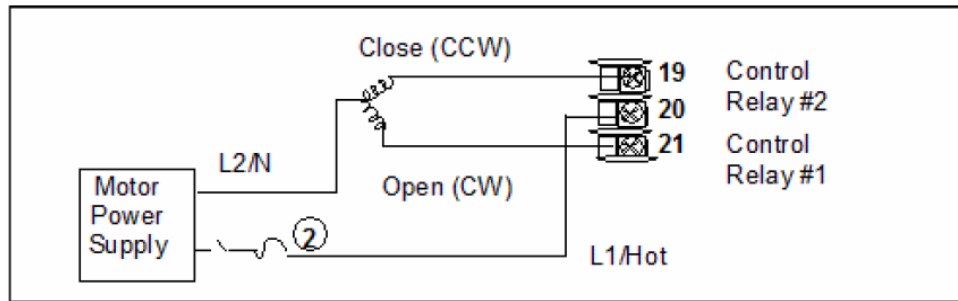 Close (CCW)
19 Control
Relay #2
20
21 Control
Relay #1
L2/N
Open (CW)
Motor
Power
Supply
2
L1/Hot